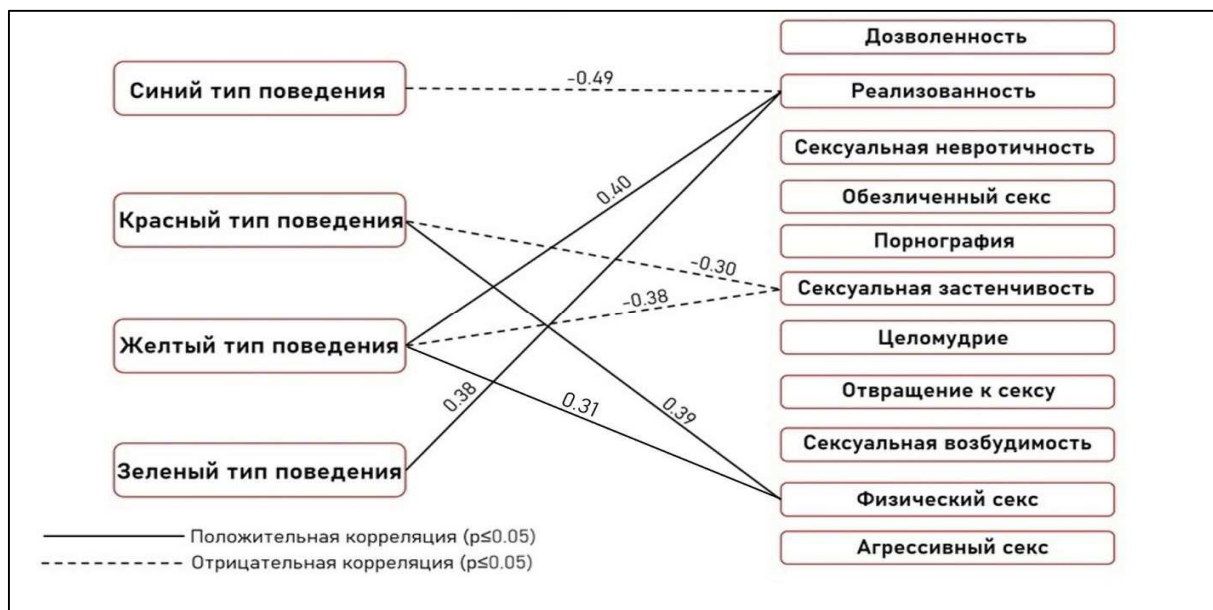 Дозволенность
Синий тип поведения
-0.49
Реализованность
Сексуальная невротичность
0.40
Обезличенный секс
Красный тип поведения
Порнография
-0.30
Сексуальная застенчивость
-0.38
Желтый тип поведения
Целомудрие
0.38
0.31
0.39
Отвращение к сексу
Сексуальная возбудимость
Зеленый тип поведения
Физический секс
Положительная корреляция (p≤0.05)
Агрессивный секс
Отрицательная корреляция (p≤0.05)